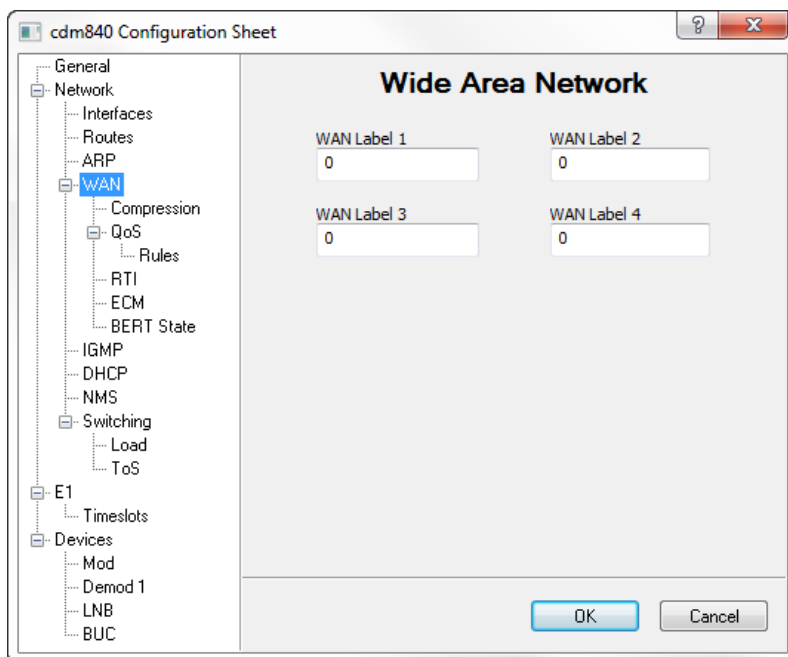 cdm840 Configuration Sheet
? X
General
Network
Interfaces
Routes
ARP
WAN
Compression
QoS
Rules
RTI
ECM
BERT State
IGMP
DHCP
NMS
Switching
Load
ToS
E1
Timeslots
Devices
Mod
Demod 1
LNB
BUC
Wide Area Network
WAN Label 1 WAN Label 2
0 0
WAN Label 3 WAN Label 4
0 0
OK Cancel